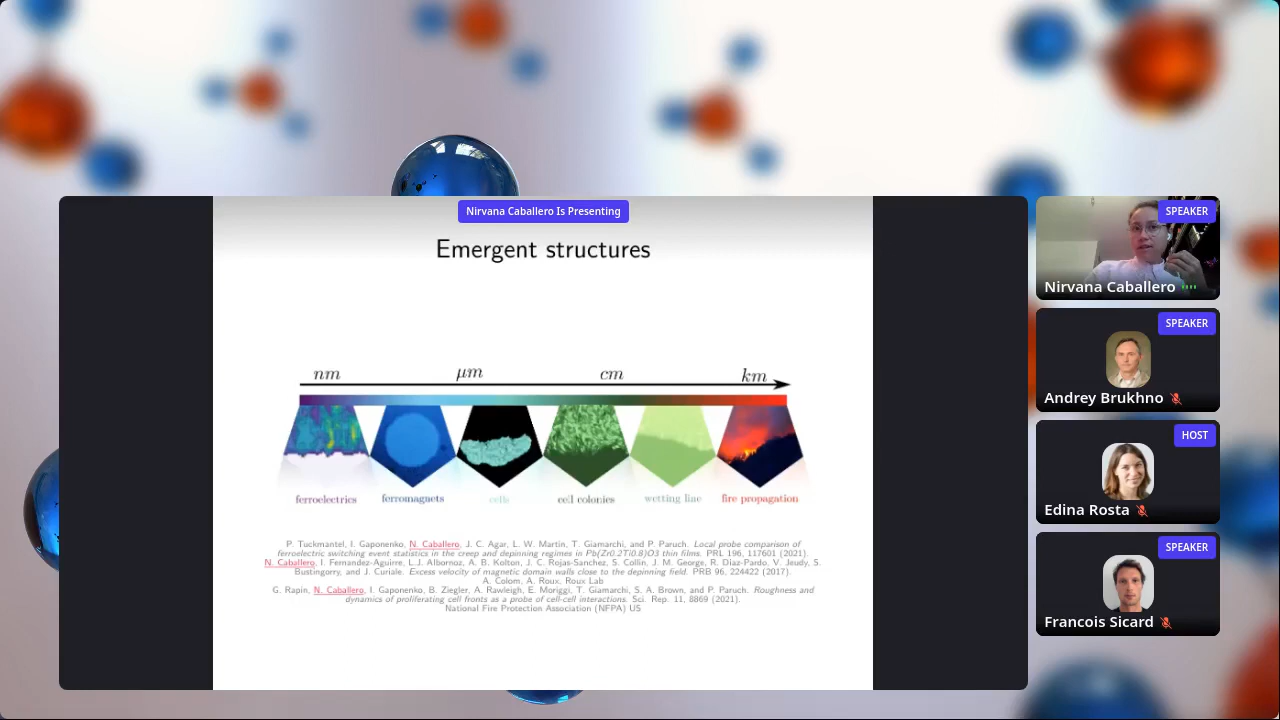 Nirvana Caballero Is Presenting
Emergent structures
nm μm cm km
ferroelectrics ferromagnets cells cell colonies wetting line fire propagation
P. Tuckmantel, I. Gaponenko, N. Caballero, J. C. Agar, L. W. Martin, T. Giamarchi, and P. Paruch. Local probe comparison of
ferroelectric switching event statistics in the creep and depinning regimes in Pb(Zr0.2Ti0.8)O3 thin films. PRL 196, 117601 (2021).
N. Caballero, I. Fernandez-Aguirre, L.J. Albornoz, A. B. Kolton, J. C. Rojas-Sanchez, S. Collin, J. M. George, R. Diaz-Pardo, V. Jeudy, S.
Bustingorry, and J. Curiale. Excess velocity of magnetic domain walls close to the depinning field. PRB 96, 224422 (2017).
A. Colom, A. Roux. Roux Lab
G. Rapin, N. Caballero, I. Gaponenko, B. Ziegler, A. Rawleigh, E. Moriggi, T. Giamarchi, S. A. Brown, and P. Paruch. Roughness and
dynamics of proliferating cell fronts as a probe of cell-cell interactions. Sci. Rep. 11, 8869 (2021).
National Fire Protection Association (NFPA) US
SPEAKER
Nirvana Caballero
SPEAKER
Andrey Brukhno
HOST
Edina Rosta
SPEAKER
Francois Sicard